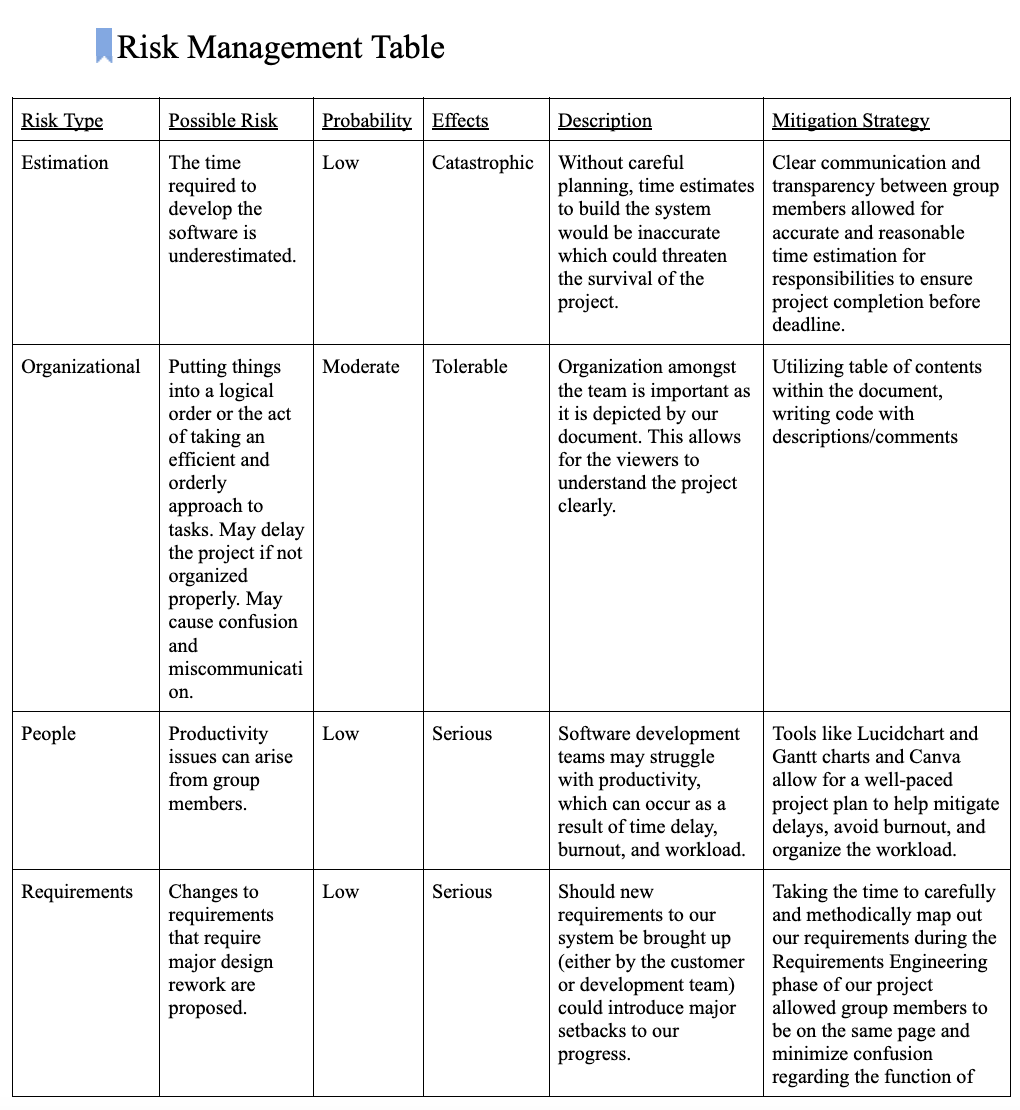 Risk Management Table
Risk Type
Possible Risk
Probability
Effects
Description
Mitigation Strategy
Estimation
The time
required to
develop the
software is
underestimated.
Low
Catastrophic
Without careful
planning, time estimates
to build the system
would be inaccurate
which could threaten
the survival of the
project.
Clear communication and
transparency between group
members allowed for
accurate and reasonable
time estimation for
responsibilities to ensure
project completion before
deadline.
Organizational
Putting things
into a logical
order or the act
of taking an
efficient and
orderly
approach to
tasks. May delay
the project if not
organized
properly. May
cause confusion
and
miscommunicati
on.
Moderate
Tolerable
Organization amongst
the team is important as
it is depicted by our
document. This allows
for the viewers to
understand the project
clearly.
Utilizing table of contents
within the document,
writing code with
descriptions/comments
People
Productivity
issues can arise
from group
members.
Low
Serious
Software development
teams may struggle
with productivity,
which can occur as a
result of time delay,
burnout, and workload.
Tools like Lucidchart and
Gantt charts and Canva
allow for a well-paced
project plan to help mitigate
delays, avoid burnout, and
organize the workload.
Requirements
Changes to
requirements
that require
major design
rework are
proposed.
Low
Serious
Should new
requirements to our
system be brought up
(either by the customer
or development team)
could introduce major
setbacks to our
progress.
Taking the time to carefully
and methodically map out
our requirements during the
Requirements Engineering
phase of our project
allowed group members to
be on the same page and
minimize confusion
regarding the function of